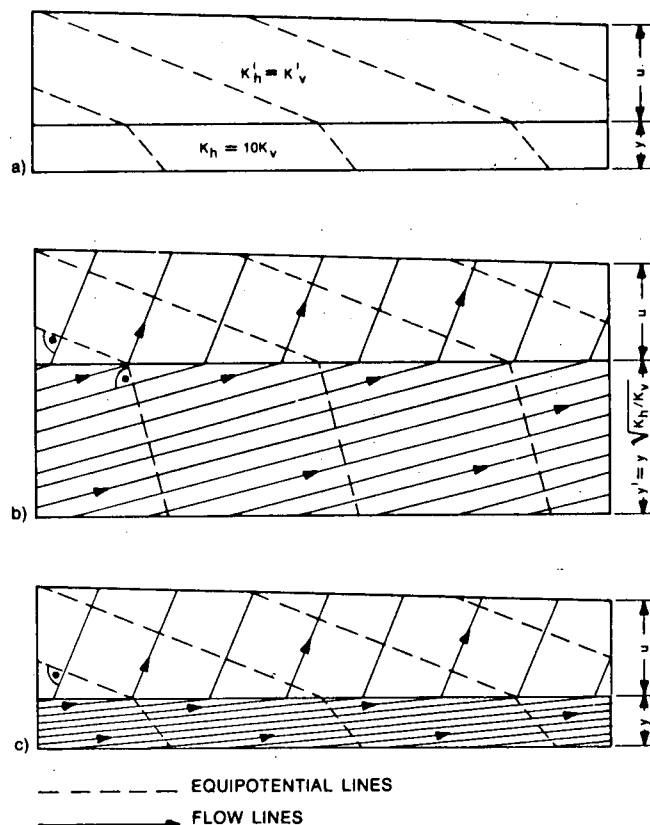 K'h = K'v
u
Kh = 10Kv
y
a)
u
y' = y √Kh/Kv
b)
u
y
c)
EQUIPOTENTIAL LINES
FLOW LINES